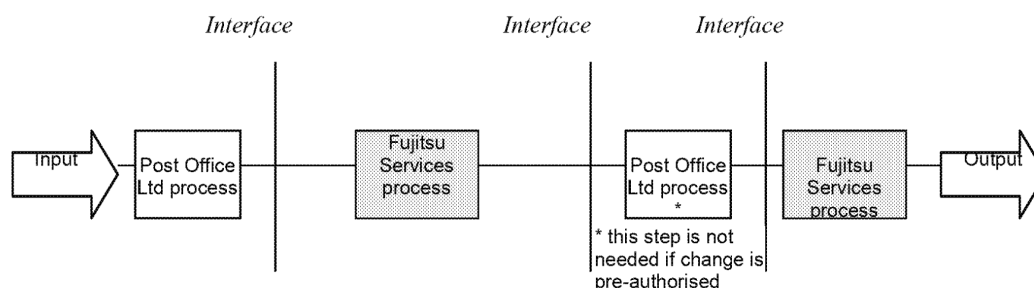 Interface
Interface
Interface
Input
Post Office
Ltd process
Fujitsu
Services
process
Post Office
Ltd process
*
Fujitsu
Services
process
Output
* this step is not
needed if change is
pre-authorised